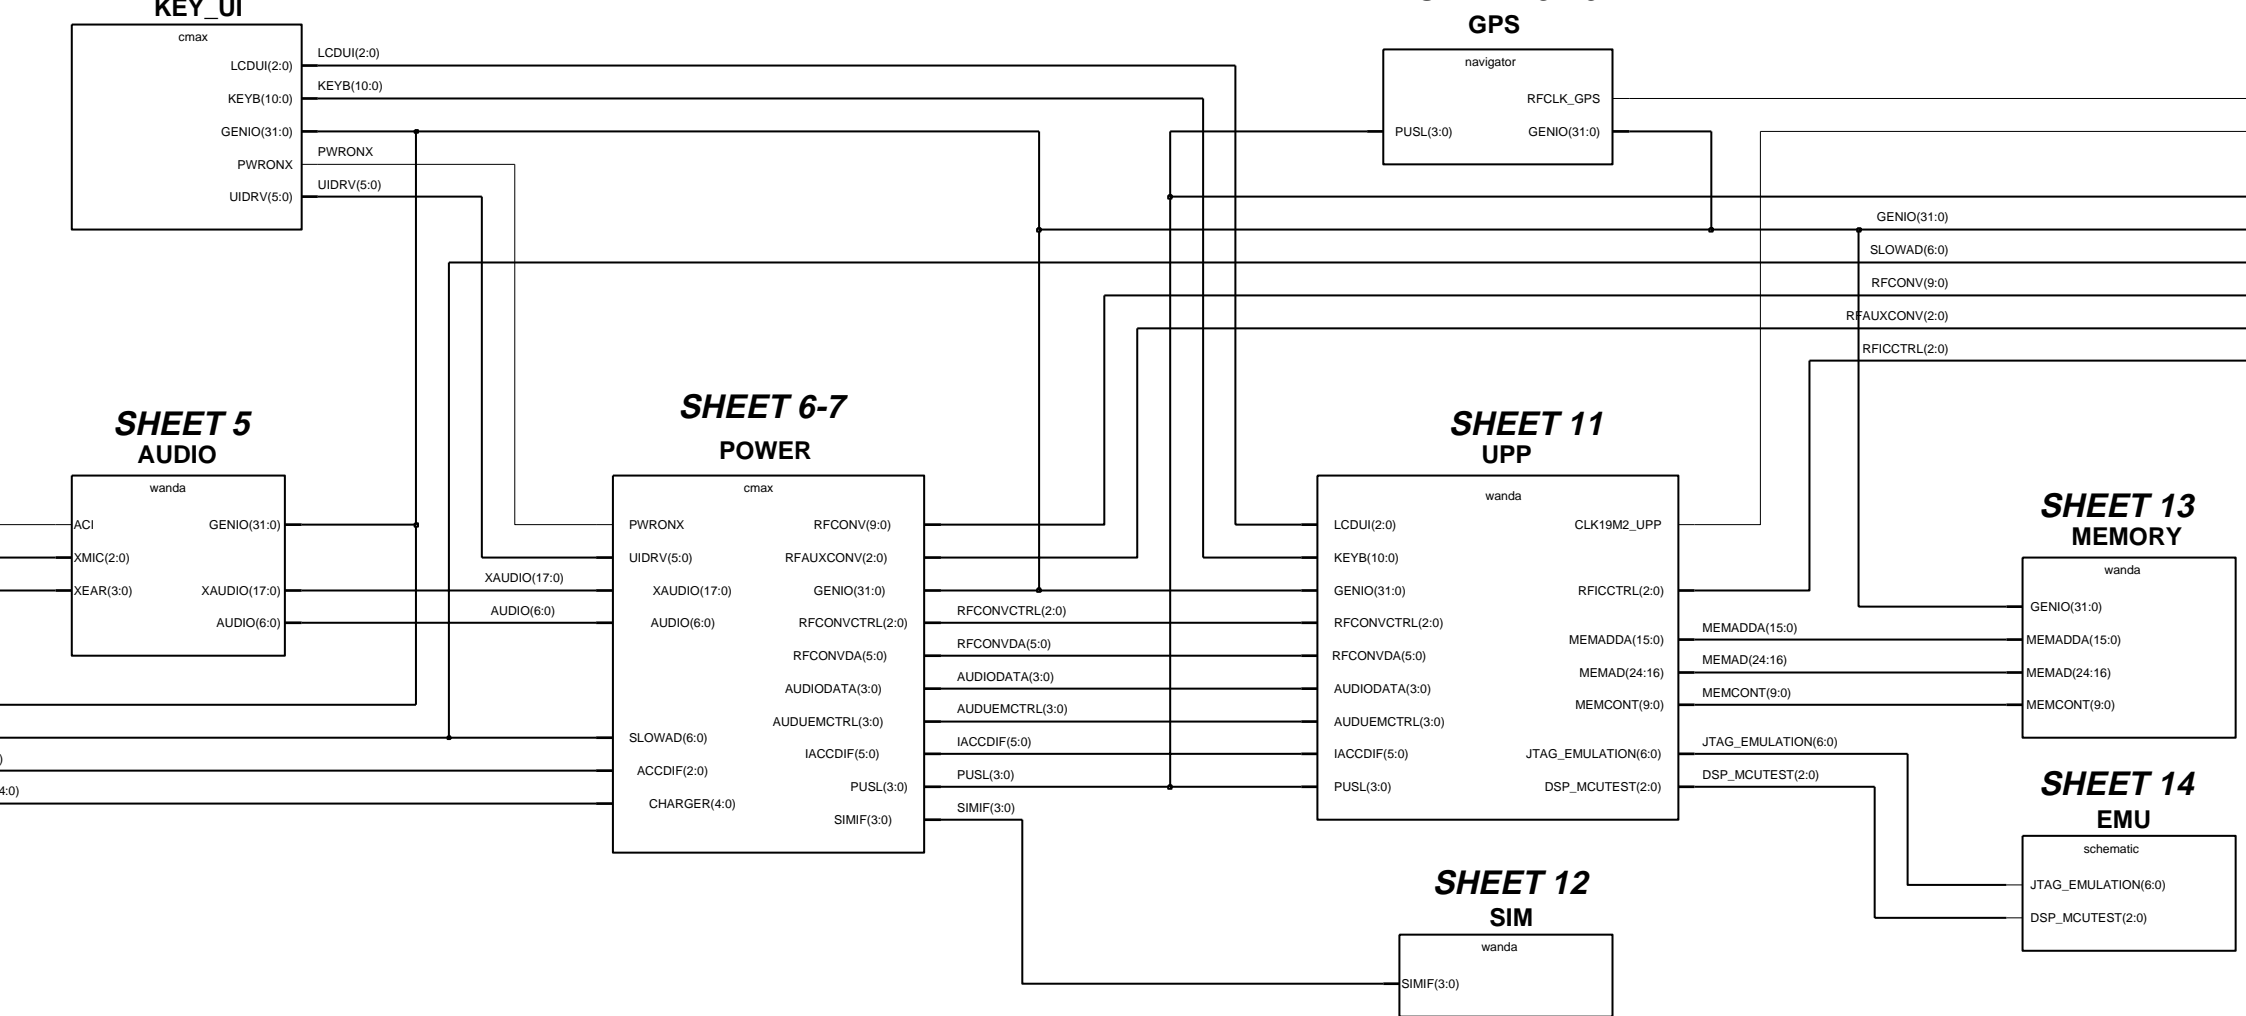 KEY_UI
cmax
LCDUI(2:0)
KEYB(10:0)
GENIO(31:0)
PWRONX
UIDRV(5:0)
LCDUI(2:0)
KEYB(10:0)
PWRONX
UIDRV(5:0)
GPS
navigator
RFCLK_GPS
PUSL(3:0)
GENIO(31:0)
GENIO(31:0)
SLOWAD(6:0)
RFCONV(9:0)
RFAUXCONV(2:0)
RFICCTRL(2:0)
SHEET 5
AUDIO
wanda
ACI
GENIO(31:0)
XMIC(2:0)
XEAR(3:0)
XAUDIO(17:0)
AUDIO(6:0)
XAUDIO(17:0)
AUDIO(6:0)
4:0)
SHEET 6-7
POWER
cmax
PWRONX
RFCONV(9:0)
UIDRV(5:0)
RFAUXCONV(2:0)
XAUDIO(17:0)
GENIO(31:0)
AUDIO(6:0)
RFCONVCTRL(2:0)
RFCONVDA(5:0)
AUDIODATA(3:0)
AUDUEMCTRL(3:0)
SLOWAD(6:0)
IACCDIF(5:0)
ACCDIF(2:0)
PUSL(3:0)
CHARGER(4:0)
SIMIF(3:0)
RFCONVCTRL(2:0)
RFCONVDA(5:0)
AUDIODATA(3:0)
AUDUEMCTRL(3:0)
IACCDIF(5:0)
PUSL(3:0)
SIMIF(3:0)
SHEET 11
UPP
wanda
LCDUI(2:0)
CLK19M2_UPP
KEYB(10:0)
GENIO(31:0)
RFICCTRL(2:0)
RFCONVCTRL(2:0)
MEMADDA(15:0)
RFCONVDA(5:0)
MEMAD(24:16)
AUDIODATA(3:0)
MEMCONT(9:0)
AUDUEMCTRL(3:0)
IACCDIF(5:0)
JTAG_EMULATION(6:0)
PUSL(3:0)
DSP_MCUTEST(2:0)
MEMADDA(15:0)
MEMAD(24:16)
MEMCONT(9:0)
JTAG_EMULATION(6:0)
DSP_MCUTEST(2:0)
SHEET 13
MEMORY
wanda
GENIO(31:0)
MEMADDA(15:0)
MEMAD(24:16)
MEMCONT(9:0)
SHEET 14
EMU
schematic
JTAG_EMULATION(6:0)
DSP_MCUTEST(2:0)
SHEET 12
SIM
wanda
SIMIF(3:0)